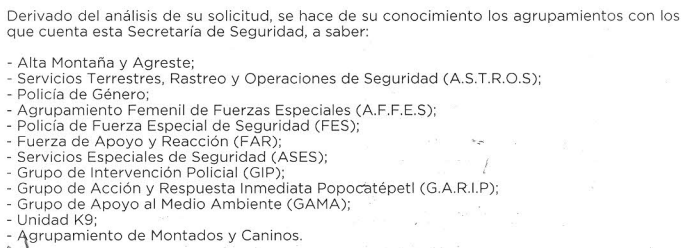 Derivado del análisis de su solicitud, se hace de su conocimiento los agrupamientos con los
que cuenta esta Secretaría de Seguridad, a saber:
- Alta Montaña y Agreste;
- Servicios Terrestres, Rastreo y Operaciones de Seguridad (A.S.T.R.O.S);
- Policía de Género;
- Agrupamiento Femenil de Fuerzas Especiales (A.F.F.E.S);
- Policía de Fuerza Especial de Seguridad (FES);
- Fuerza de Apoyo y Reacción (FAR);
- Servicios Especiales de Seguridad (ASES);
- Grupo de Intervención Policial (GIP);
- Grupo de Acción y Respuesta Inmediata Popocatépetl (G.A.R.I.P);
- Grupo de Apoyo al Medio Ambiente (GAMA);
- Unidad K9;
- Agrupamiento de Montados y Caninos.